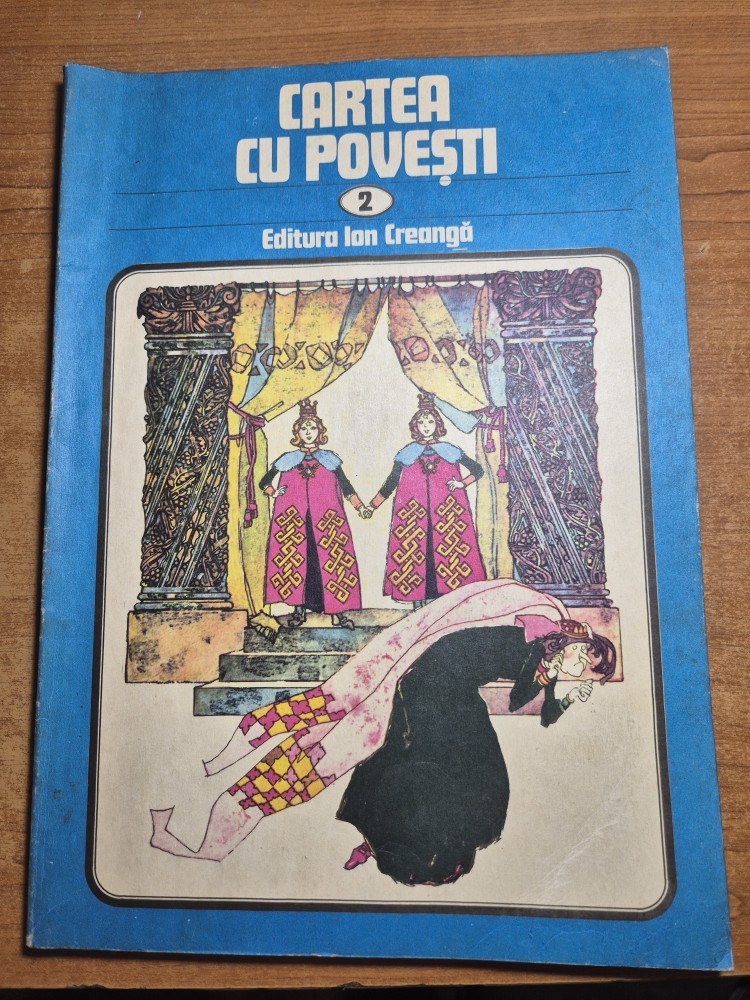 CARTEA
CU POVEȘTI
2
Editura Ion Creangă